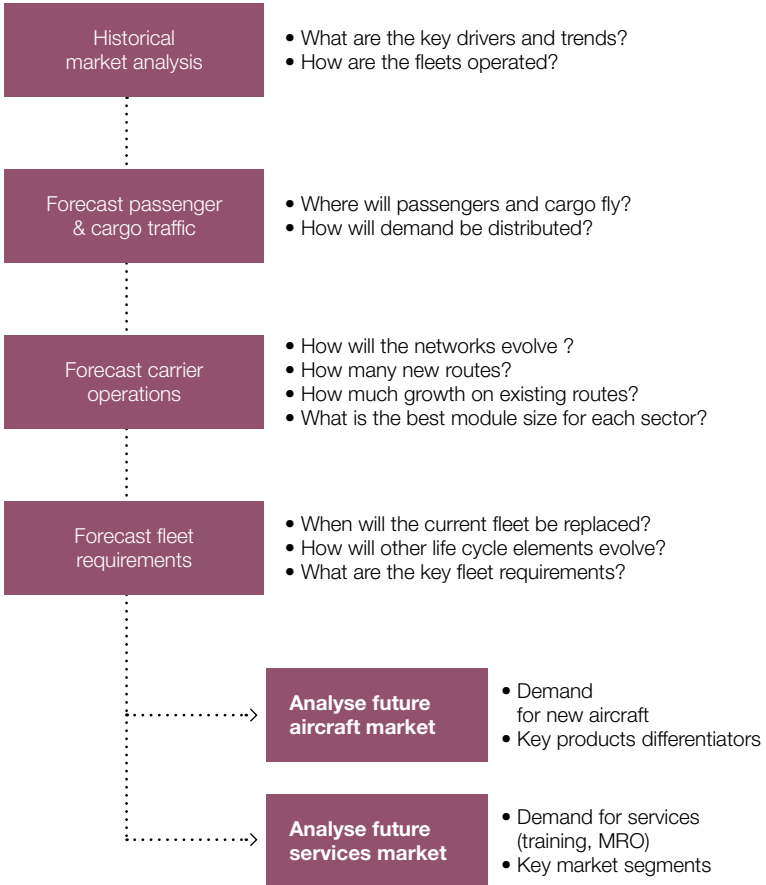 Historical
market analysis
• What are the key drivers and trends?
• How are the fleets operated?
Forecast passenger
& cargo traffic
• Where will passengers and cargo fly?
• How will demand be distributed?
Forecast carrier
operations
• How will the networks evolve ?
• How many new routes?
• How much growth on existing routes?
• What is the best module size for each sector?
Forecast fleet
requirements
• When will the current fleet be replaced?
• How will other life cycle elements evolve?
• What are the key fleet requirements?
Analyse future
aircraft market
• Demand
for new aircraft
• Key products differentiators
Analyse future
services market
• Demand for services
(training, MRO)
• Key market segments